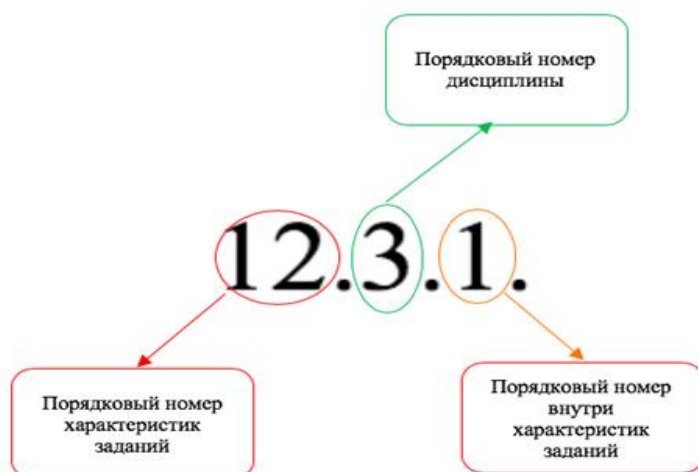 Порядковый номер
дисциплины
12.3.1.
Порядковый номер
характеристик
заданий
Порядковый номер
внутри
характеристик
заданий